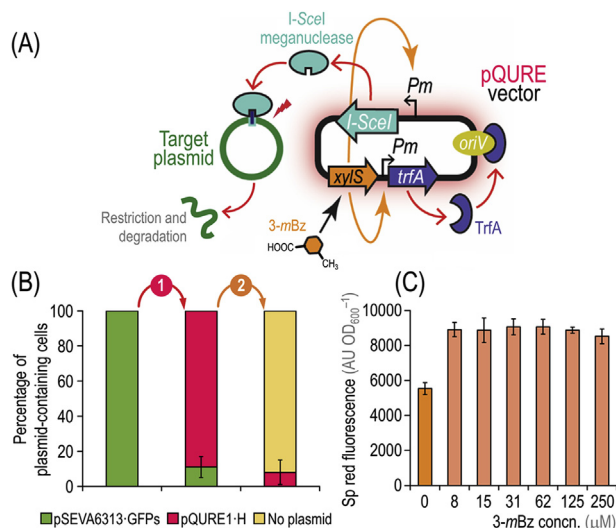 (A)
I-SceI
meganuclease
Pm
pQURE
vector
I-SceI
Target
plasmid
Pm
oriV
xylS
trfA
Restriction and
degradation
3-mBz
TrfA
HOOC
CH₃
(B)
1
2
Percentage of
plasmid-containing cells
100
80
60
40
20
0
pSEVA6313·GFPs
pQURE1·H
No plasmid
(C)
Sp red fluorescence (AU OD₆₀₀⁻¹)
10000
8000
6000
4000
2000
0
0 8 15 31 62 125 250
3-mBz concn. (μM)